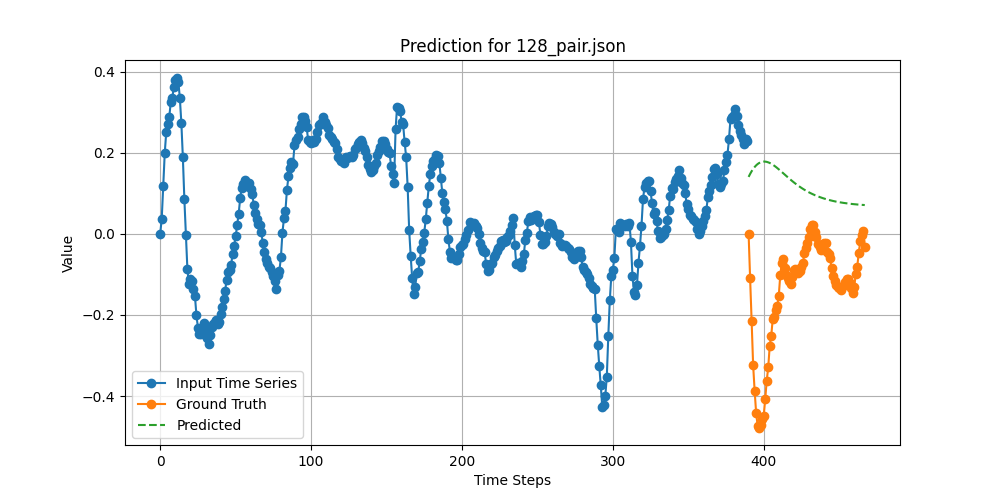 Prediction for 128_pair.json
0.4
0.2
0.0
−0.2
−0.4
Value
Input Time Series
Ground Truth
Predicted
0
100
200
300
400
Time Steps